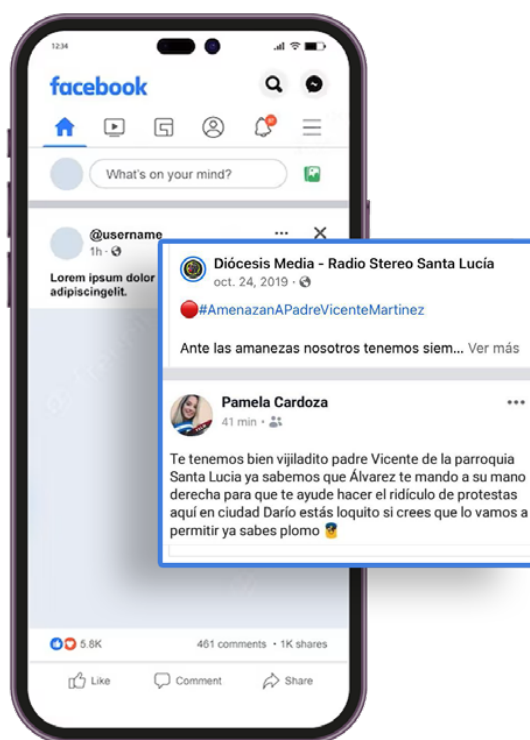 12:34
facebook
What's on your mind?
@username
1h
Lorem ipsum dolor
adipiscingelit.
Diócesis Media - Radio Stereo Santa Lucía
oct. 24, 2019
#AmenazanAPadreVicenteMartinez
Ante las amanezas nosotros tenemos siem... Ver más
Pamela Cardoza
41 min
Te tenemos bien vijiladito padre Vicente de la parroquia
Santa Lucia ya sabemos que Álvarez te mando a su mano
derecha para que te ayude hacer el ridículo de protestas
aquí en ciudad Darío estás loquito si crees que lo vamos a
permitir ya sabes plomo
5.8K
461 comments • 1K shares
Like
Comment
Share